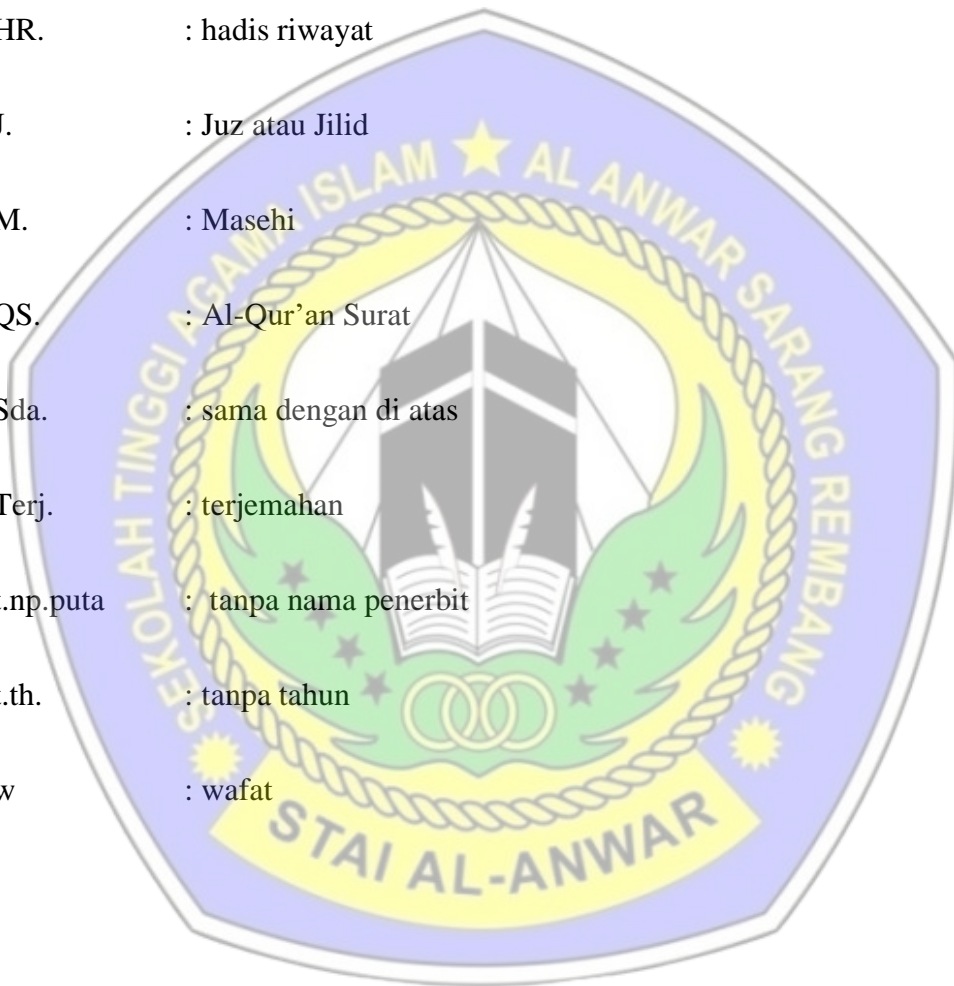 HR. : hadis riwayat
J. : Juz atau Jilid
M. : Masehi
QS. : Al-Qur’an Surat
Sda. : sama dengan di atas
Terj. : terjemahan
t.np.puta : tanpa nama penerbit
t.th. : tanpa tahun
w : wafat
SEKOLAH TINGGI AGAMA ISLAM ★ AL ANWAR SARANG REMBANG
STAI AL-ANWAR